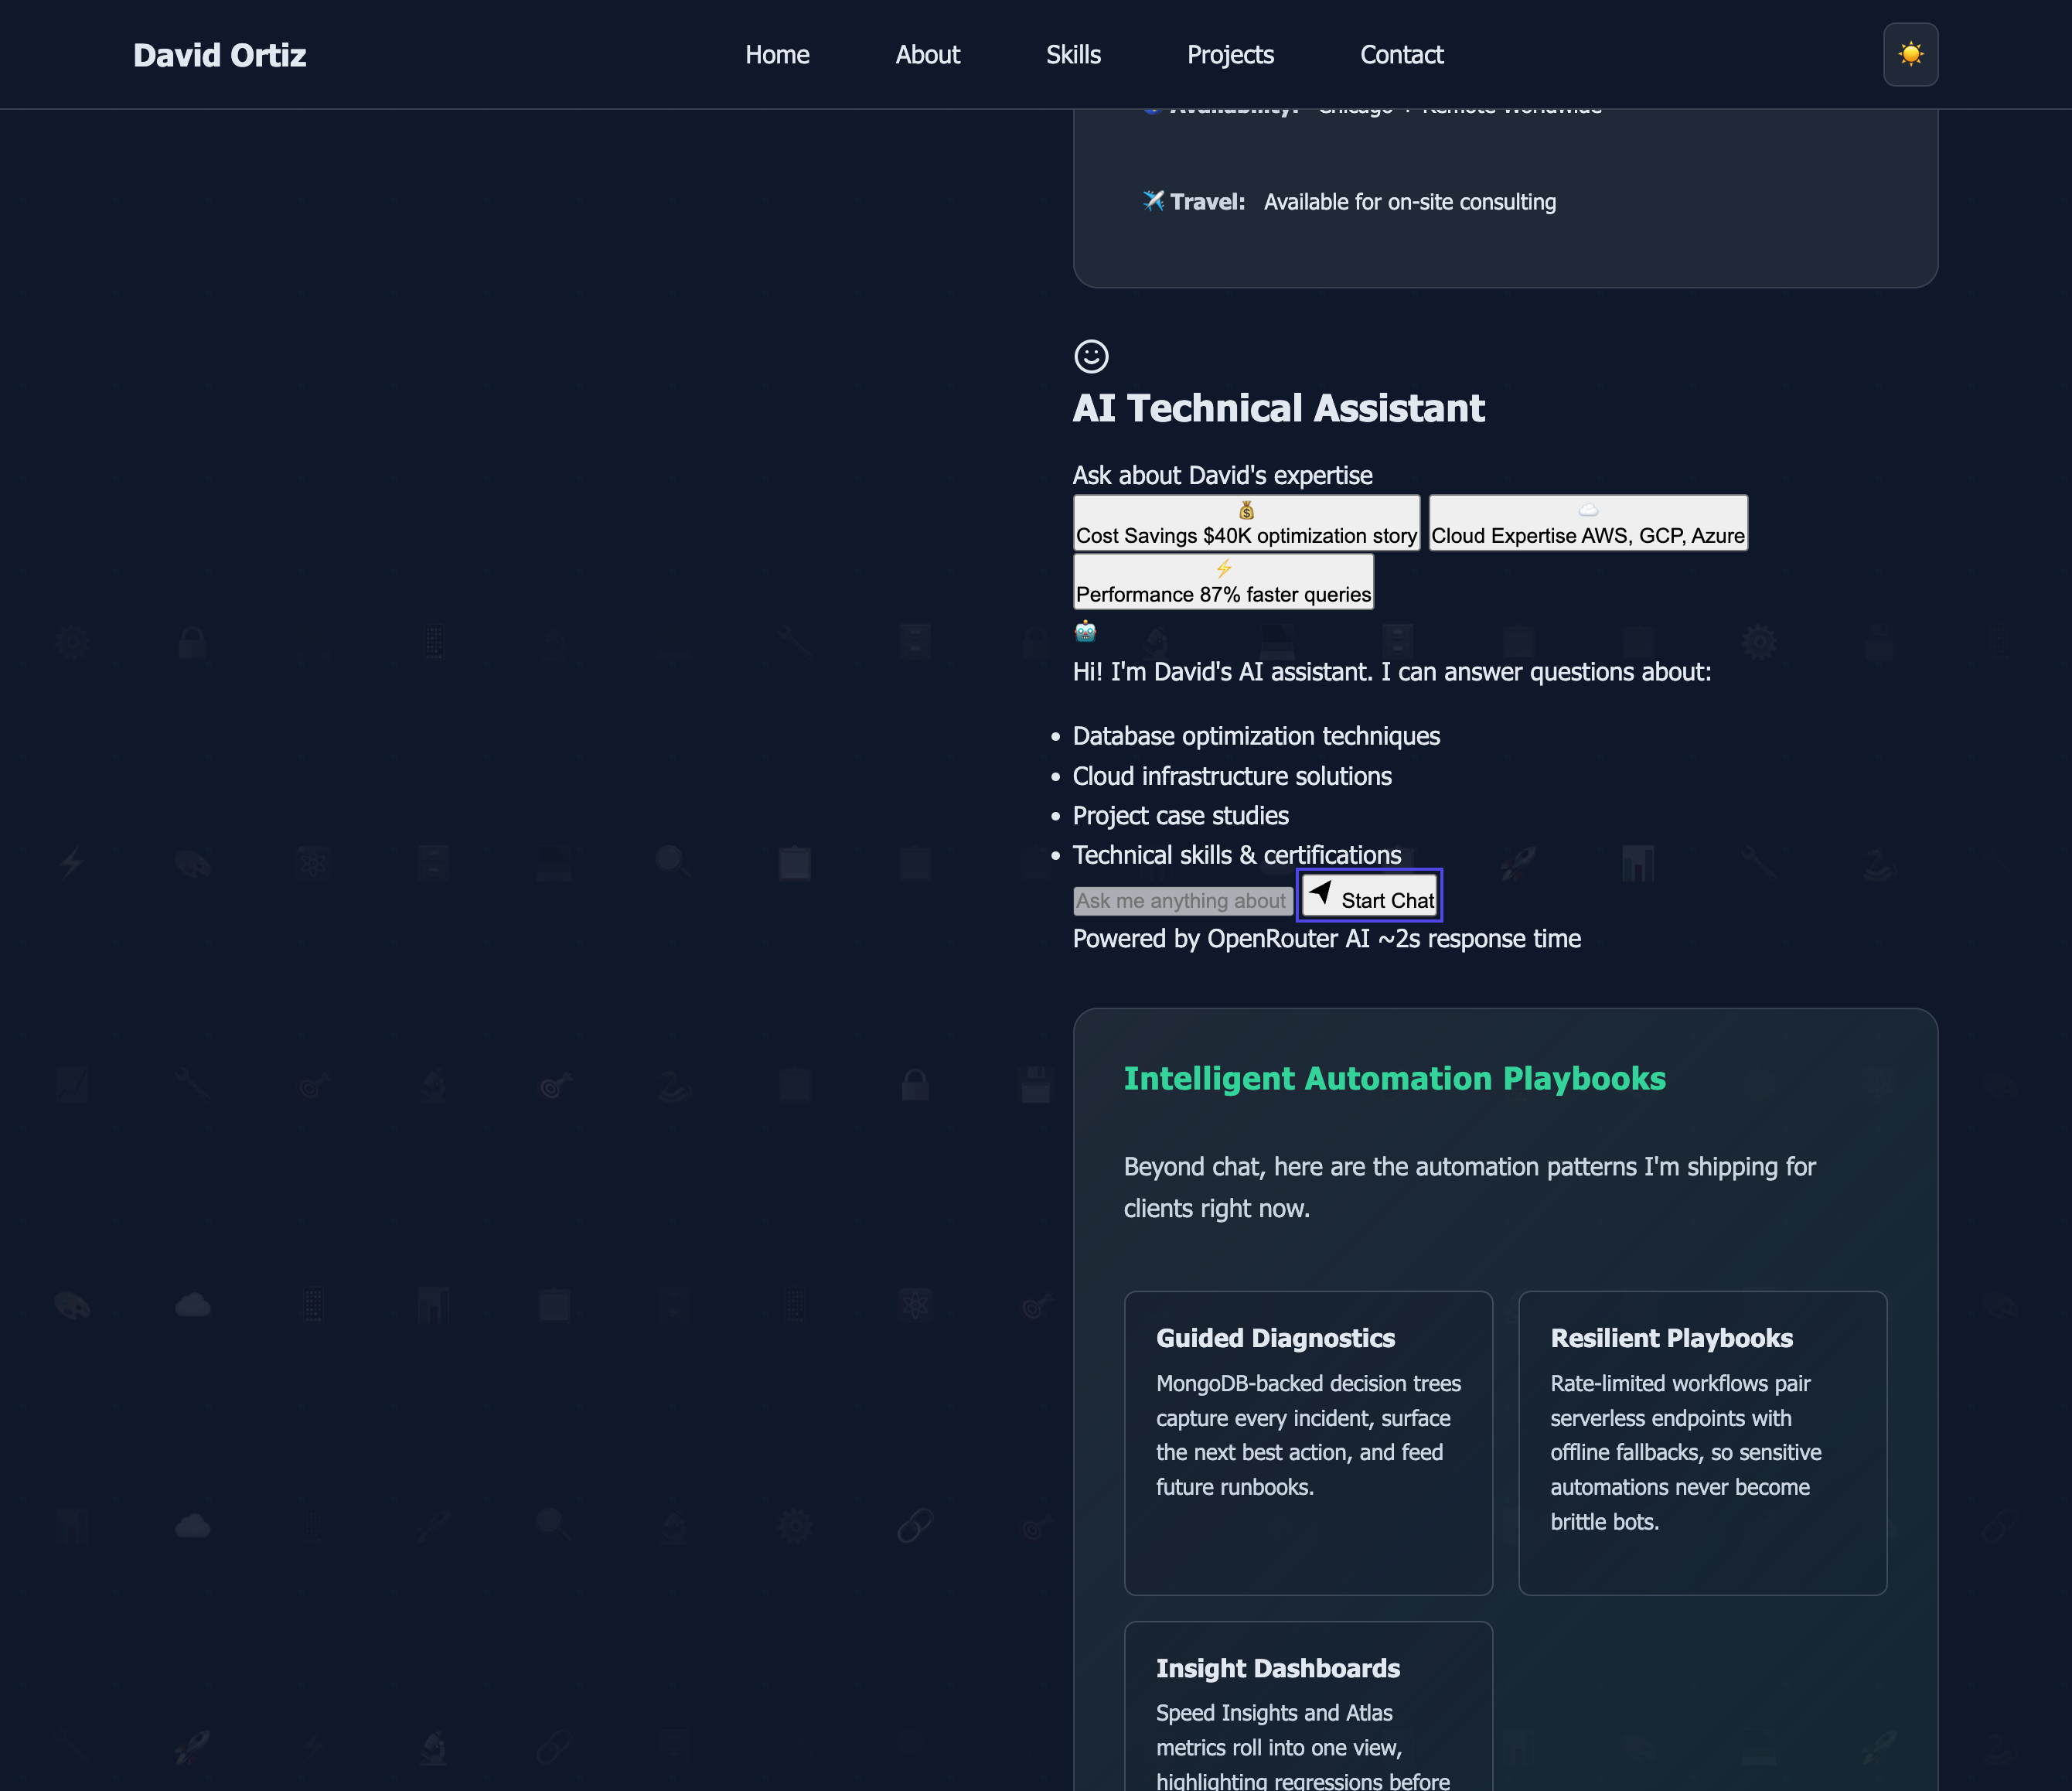 David Ortiz
Home
About
Skills
Projects
Contact
Availability: Chicago + Remote Worldwide
Travel: Available for on-site consulting
AI Technical Assistant
Ask about David's expertise
Cost Savings $40K optimization story
Cloud Expertise AWS, GCP, Azure
Performance 87% faster queries
Hi! I'm David's AI assistant. I can answer questions about:
Database optimization techniques
Cloud infrastructure solutions
Project case studies
Technical skills & certifications
Ask me anything about
Start Chat
Powered by OpenRouter AI ~2s response time
Intelligent Automation Playbooks
Beyond chat, here are the automation patterns I'm shipping for
clients right now.
Guided Diagnostics
MongoDB-backed decision trees
capture every incident, surface
the next best action, and feed
future runbooks.
Resilient Playbooks
Rate-limited workflows pair
serverless endpoints with
offline fallbacks, so sensitive
automations never become
brittle bots.
Insight Dashboards
Speed Insights and Atlas
metrics roll into one view,
highlighting regressions before